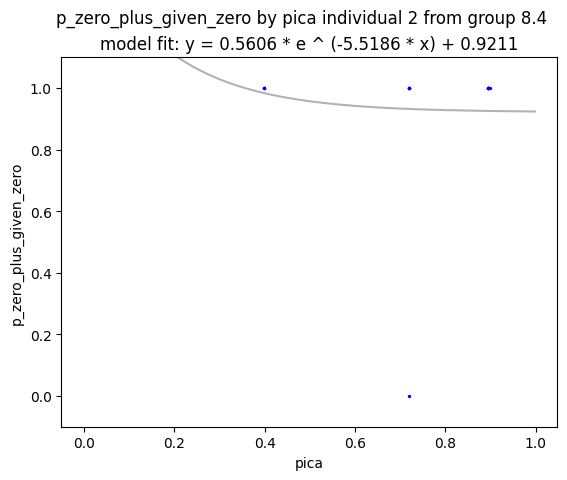 p_zero_plus_given_zero by pica individual 2 from group 8.4
model fit: y = 0.5606 * e ^ (-5.5186 * x) + 0.9211
1.0
0.8
0.6
0.4
0.2
0.0
p_zero_plus_given_zero
0.0 0.2 0.4 0.6 0.8 1.0
pica